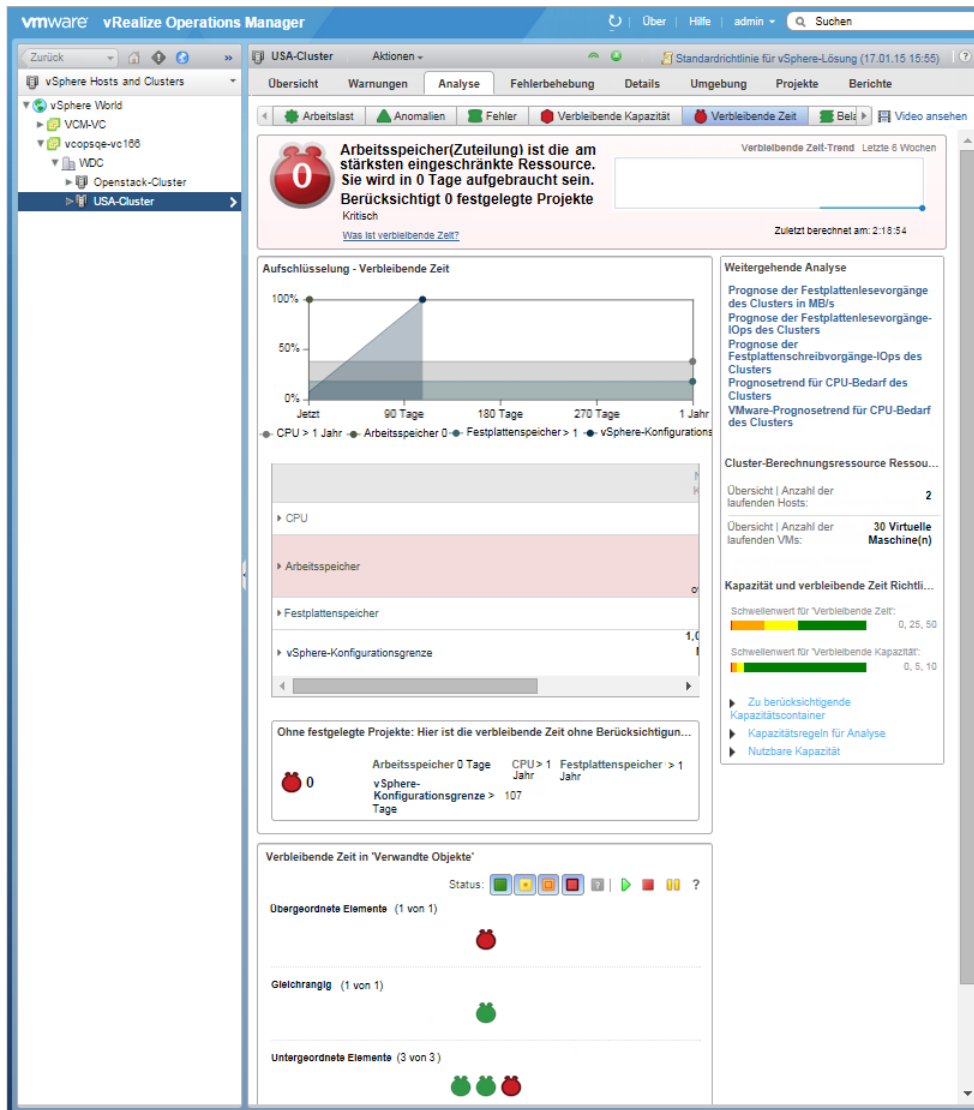 vmware vRealize Operations Manager
Über Hilfe admin Suchen
Zurück
vSphere Hosts and Clusters
vSphere World
VCM-VC
vcopsqe-vc166
WDC
Openstack-Cluster
USA-Cluster
USA-Cluster Aktionen Standardrichtlinie für vSphere-Lösung (17.01.15 15:55) ?
Übersicht Warnungen Analyse Fehlerbehebung Details Umgebung Projekte Berichte
Arbeitslast Anomalien Fehler Verbleibende Kapazität Verbleibende Zeit Bela Video ansehen
0
Arbeitsspeicher(Zuteilung) ist die am
stärksten eingeschränkte Ressource.
Sie wird in 0 Tage aufgebraucht sein.
Berücksichtigt 0 festgelegte Projekte
Kritisch
Was ist verbleibende Zeit?
Verbleibende Zeit-Trend Letzte 6 Wochen
Zuletzt berechnet am: 2:18:54
Aufschlüsselung - Verbleibende Zeit
100%
50%
0%
Jetzt 90 Tage 180 Tage 270 Tage 1 Jahr
CPU > 1 Jahr Arbeitsspeicher 0 Festplattenspeicher > 1 vSphere-Konfigurations
CPU
Arbeitsspeicher
Festplattenspeicher
1,0
vSphere-Konfigurationsgrenze
Ohne festgelegte Projekte: Hier ist die verbleibende Zeit ohne Berücksichtigun...
0
Arbeitsspeicher 0 Tage CPU > 1 Jahr Festplattenspeicher > 1 Jahr
vSphere-
Konfigurationsgrenze > 107
Tage
Verbleibende Zeit in 'Verwandte Objekte'
Status: ? ?
Übergeordnete Elemente (1 von 1)
Gleichrangig (1 von 1)
Untergeordnete Elemente (3 von 3)
Weitergehende Analyse
Prognose der Festplattenlesevorgänge
des Clusters in MB/s
Prognose der Festplattenlesevorgänge-
IOps des Clusters
Prognose der
Festplattenschreibvorgänge-IOps des
Clusters
Prognosetrend für CPU-Bedarf des
Clusters
VMware-Prognosetrend für CPU-Bedarf
des Clusters
Cluster-Berechnungsressource Ressou...
Übersicht | Anzahl der
laufenden Hosts: 2
Übersicht | Anzahl der 30 Virtuelle
laufenden VMs: Maschine(n)
Kapazität und verbleibende Zeit Richtli...
Schwellenwert für 'Verbleibende Zeit':
0, 25, 50
Schwellenwert für 'Verbleibende Kapazität':
0, 5, 10
Zu berücksichtigende
Kapazitätscontainer
Kapazitätsregeln für Analyse
Nutzbare Kapazität